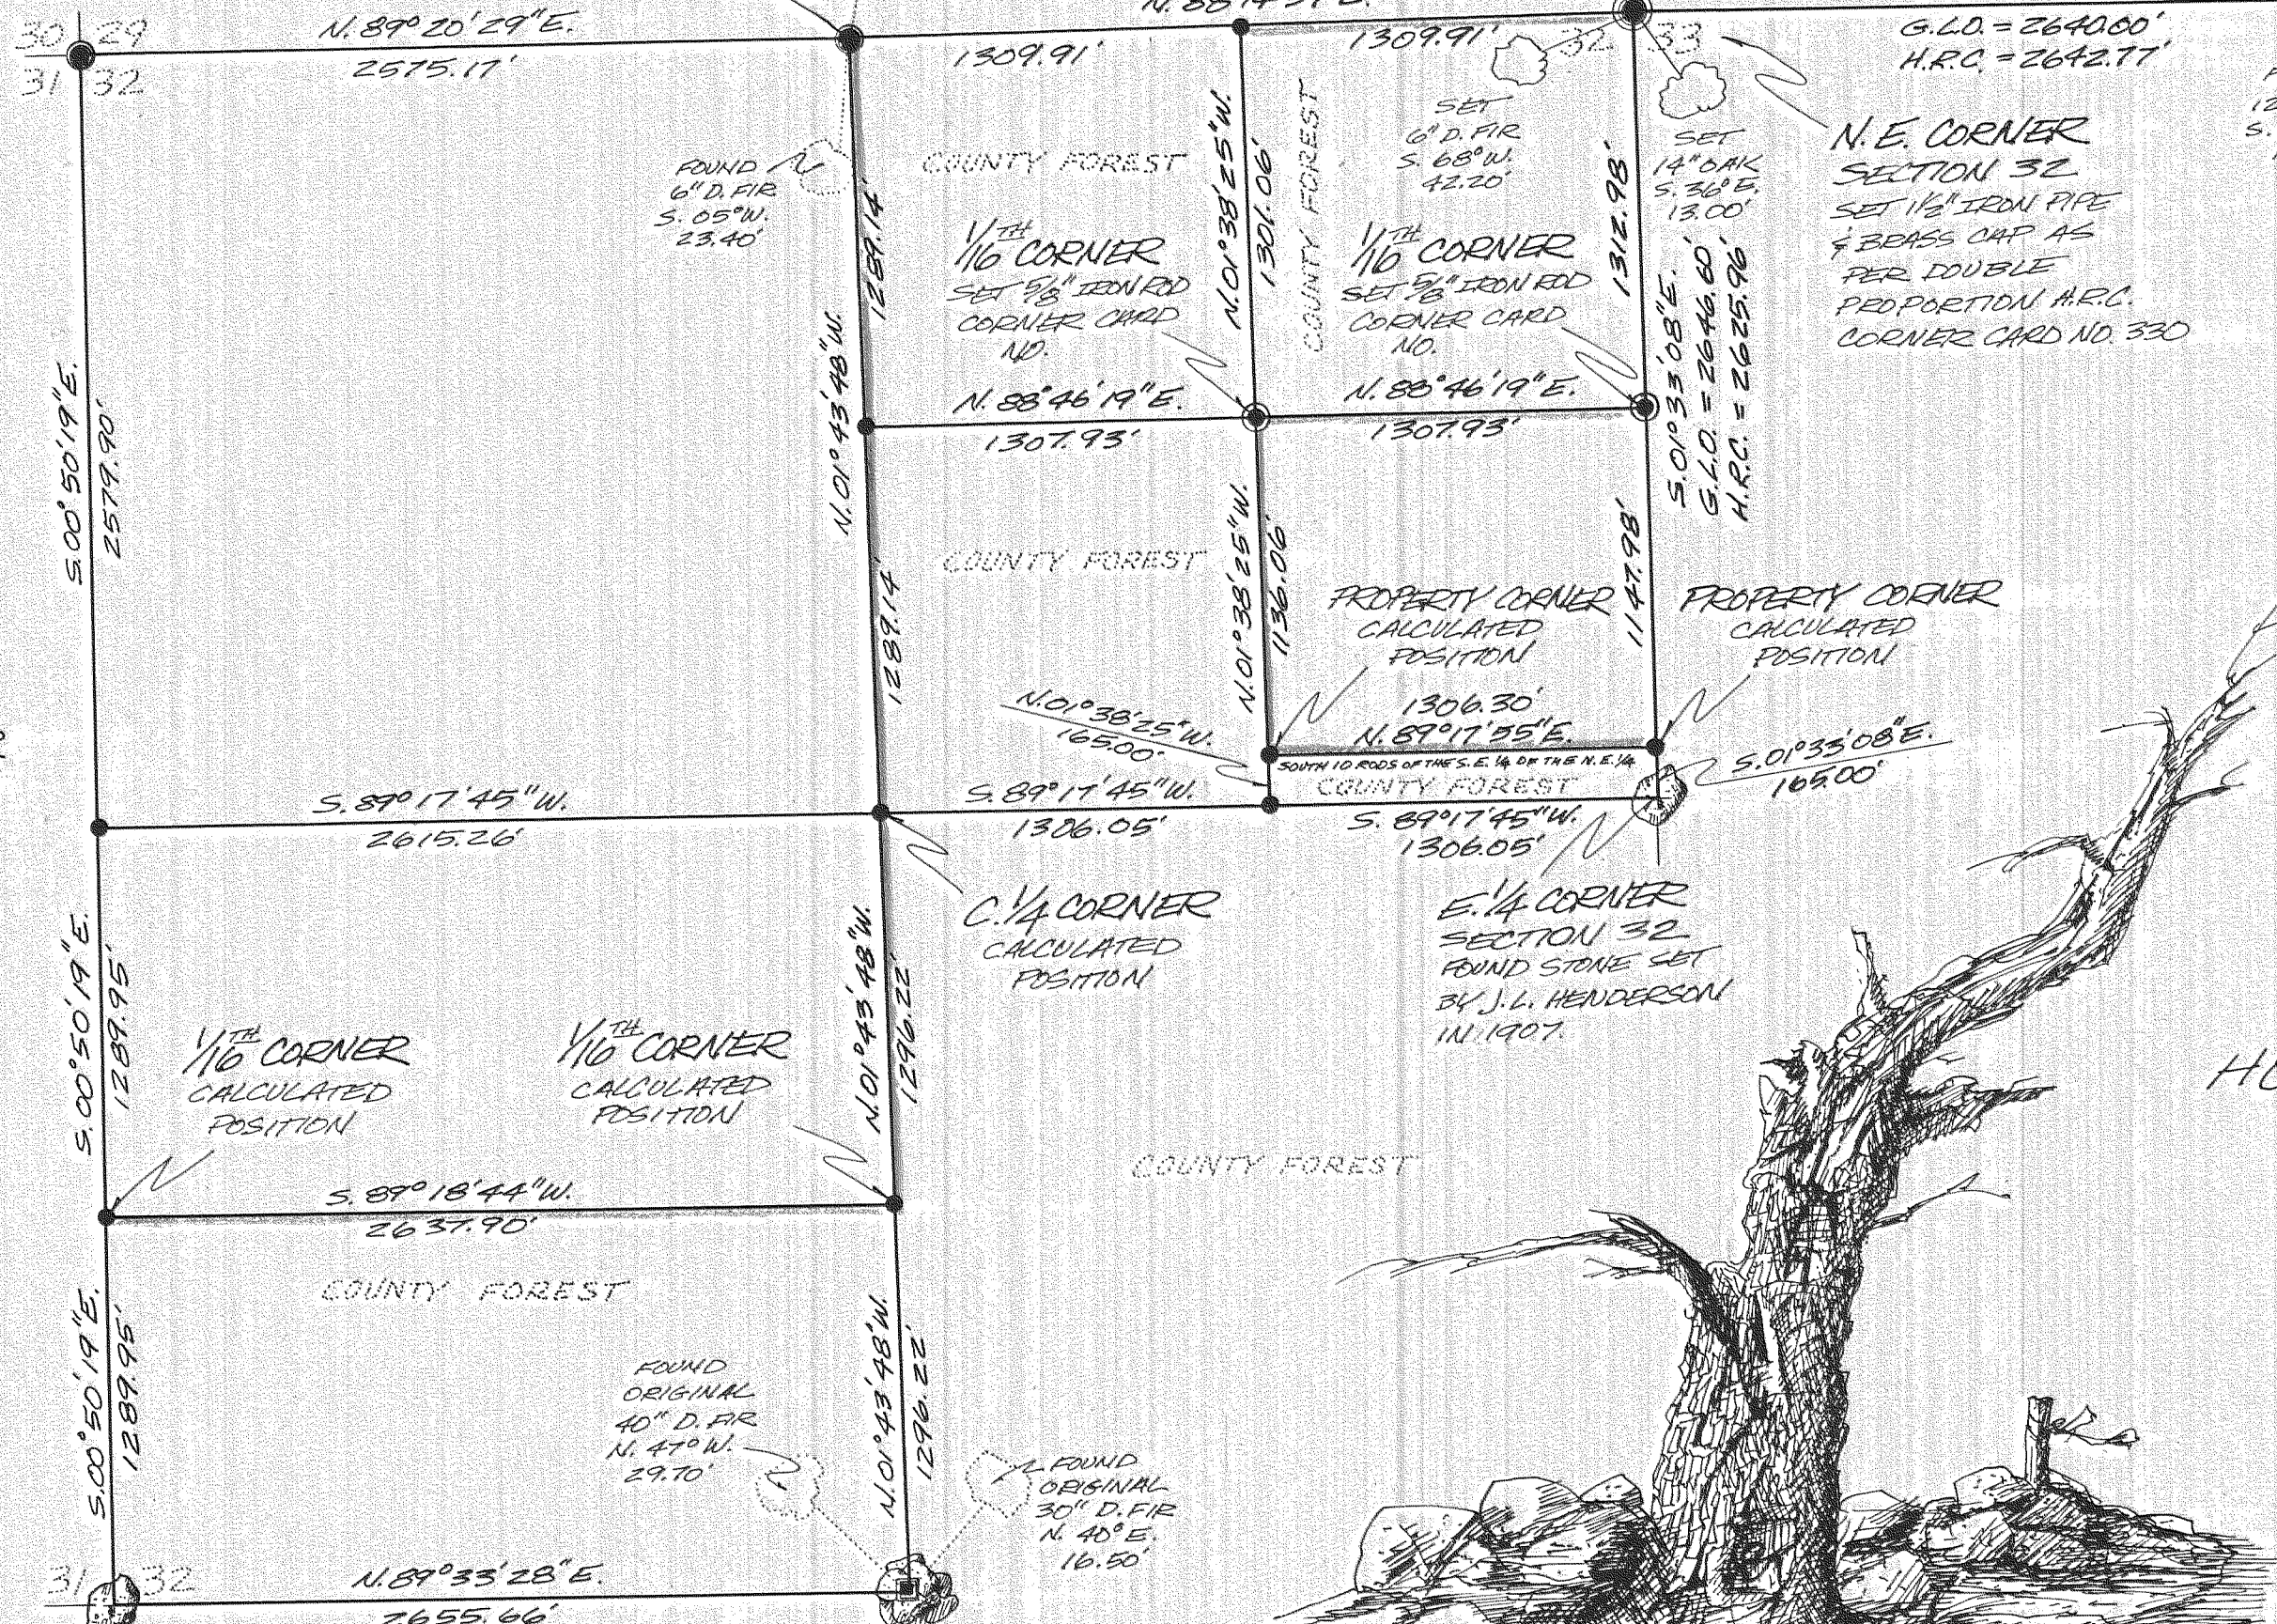 30 29
31 32
N. 89° 20' 29" E.
2575.17'
1309.91'
1309.91'
32 33
G.L.O. = 2640.00'
H.R.C. = 2642.77'
N.E. CORNER
SECTION 32
SET 1½" IRON PIPE
& BRASS CAP AS
PER DOUBLE
PROPORTION H.R.C.
CORNER CARD NO. 330
SET
6" D. FIR
S. 68° W.
42.20'
SET
14" OAK
S. 36° E.
13.00'
FOUND
6" D. FIR
S. 05° W.
23.40'
COUNTY FOREST
COUNTY FOREST
N. 01° 38' 25" W.
1301.06'
1312.98'
1289.14'
N. 01° 43' 48" W.
1/16TH CORNER
SET 5/8" IRON ROD
CORNER CARD
NO.
1/16TH CORNER
SET 5/8" IRON ROD
CORNER CARD
NO.
S. 01° 33' 08" E.
G.L.O. = 2646.60'
H.R.C. = 2625.96'
N. 88° 46' 19" E.
1307.93'
N. 88° 46' 19" E.
1307.93'
S. 00° 50' 19" E.
2579.90'
COUNTY FOREST
1289.14'
N. 01° 38' 25" W.
1136.06'
1147.98'
PROPERTY CORNER
CALCULATED
POSITION
PROPERTY CORNER
CALCULATED
POSITION
N. 01° 38' 25" W.
165.00'
1306.30'
N. 89° 17' 55" E.
SOUTH 10 RODS OF THE S.E. ¼ OF THE N.E. ¼
COUNTY FOREST
S. 01° 33' 08" E.
165.00'
S. 89° 17' 45" W.
2615.26'
S. 89° 17' 45" W.
1306.05'
S. 89° 17' 45" W.
1306.05'
C. ¼ CORNER
CALCULATED
POSITION
E. ¼ CORNER
SECTION 32
FOUND STONE SET
BY J.L. HENDERSON
IN 1907.
S. 00° 50' 19" E.
1289.95'
N. 01° 43' 48" W.
1296.22'
1/16TH CORNER
CALCULATED
POSITION
1/16TH CORNER
CALCULATED
POSITION
S. 89° 18' 44" W.
2637.90'
COUNTY FOREST
COUNTY FOREST
S. 00° 50' 19" E.
1289.95'
N. 01° 43' 48" W.
1296.22'
FOUND
ORIGINAL
40" D. FIR
N. 47° W.
29.70'
FOUND
ORIGINAL
30" D. FIR
N. 40° E.
16.50'
31 32
N. 89° 33' 28" E.
2655.66'